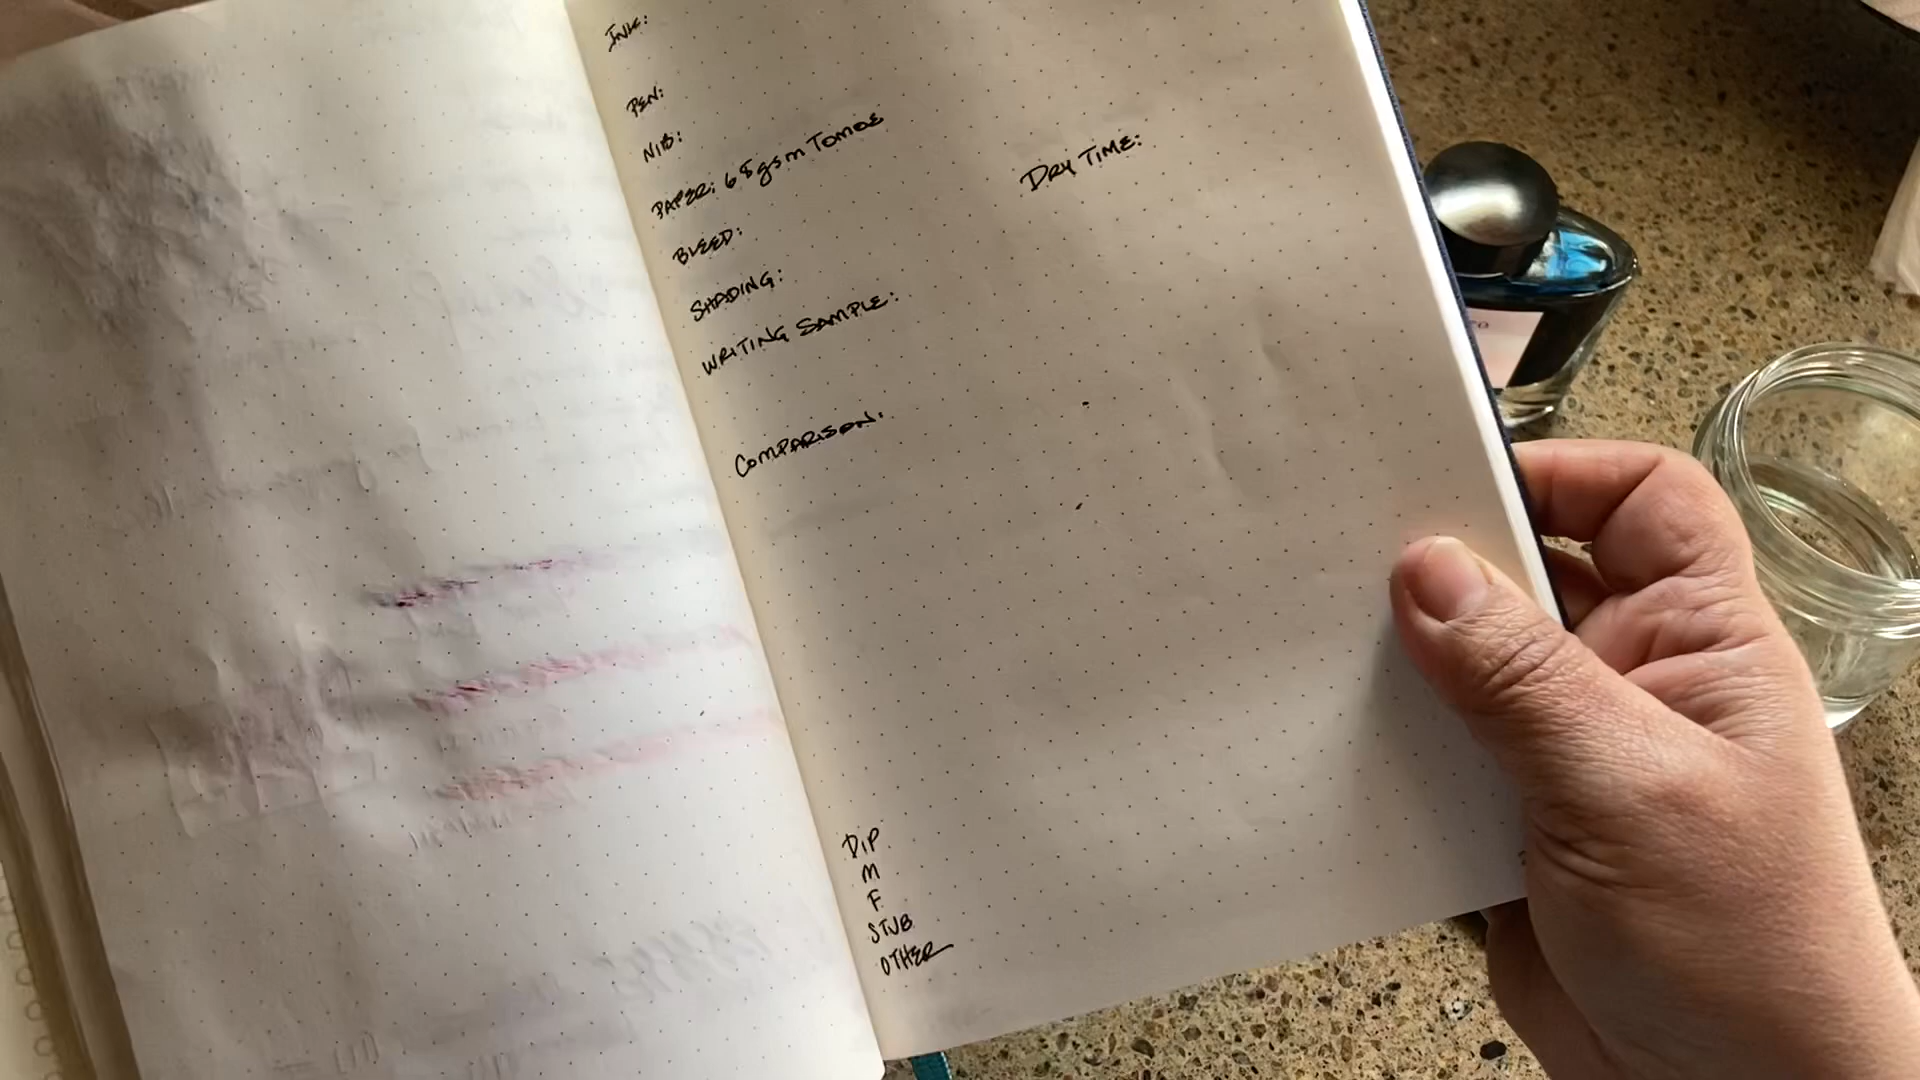 INK:
PEN:
NIB:
PAPER: 68gsm TOMOE
DRY TIME:
BLEED:
SHADING:
WRITING SAMPLE:
COMPARISON:
DIP
M
F
STUB
OTHER